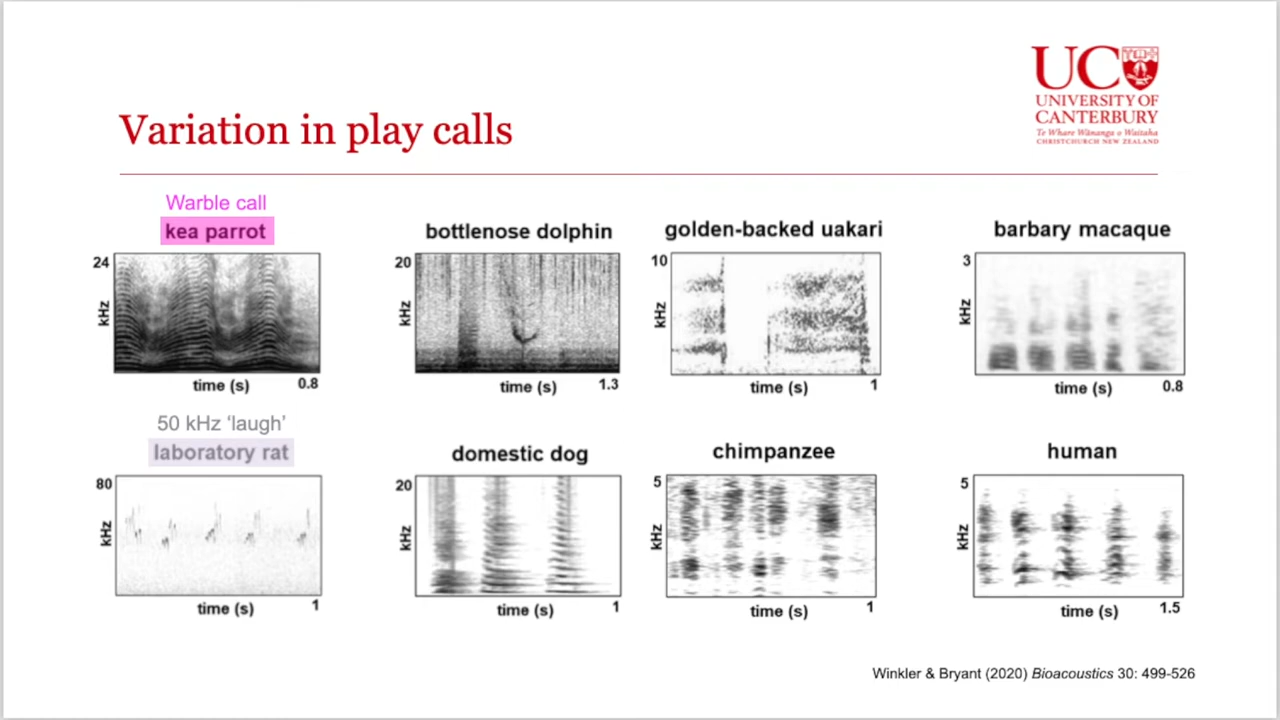 UC
UNIVERSITY OF
CANTERBURY
Te Whare Wānanga o Waitaha
CHRISTCHURCH NEW ZEALAND
Variation in play calls
Warble call
kea parrot
24
kHz
time (s)
0.8
bottlenose dolphin
20
kHz
time (s)
1.3
golden-backed uakari
10
kHz
time (s)
1
barbary macaque
3
kHz
time (s)
0.8
50 kHz ‘laugh’
laboratory rat
80
kHz
time (s)
1
domestic dog
20
kHz
time (s)
1
chimpanzee
5
kHz
time (s)
1
human
5
kHz
time (s)
1.5
Winkler & Bryant (2020) Bioacoustics 30: 499-526